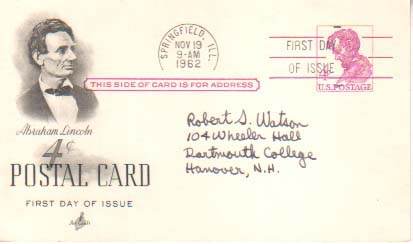 SPRINGFIELD, ILL.
NOV 19
9-AM
1962
FIRST DAY
OF ISSUE
4¢
U.S. POSTAGE
THIS SIDE OF CARD IS FOR ADDRESS
Abraham Lincoln
4¢
POSTAL CARD
FIRST DAY OF ISSUE
Robert S. Watson
104 Wheeler Hall
Dartmouth College
Hanover, N.H.